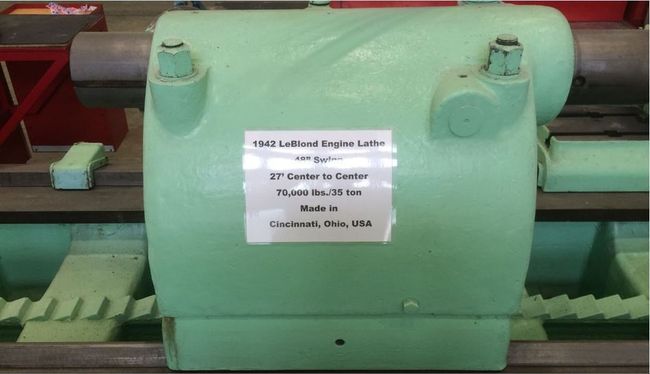 1942 LeBlond Engine Lathe
48" Swing
27' Center to Center
70,000 lbs./35 ton
Made in
Cincinnati, Ohio, USA